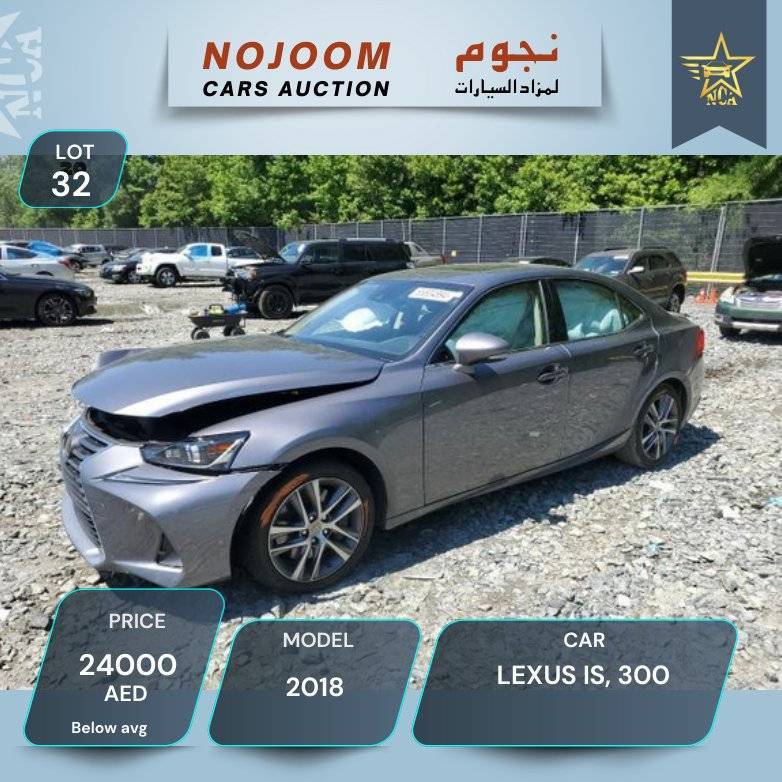 NOJOOM
CARS AUCTION
نجوم
لمزاد السيارات
NCA
NCA
LOT
32
PRICE
24000
AED
Below avg
MODEL
2018
CAR
LEXUS IS, 300